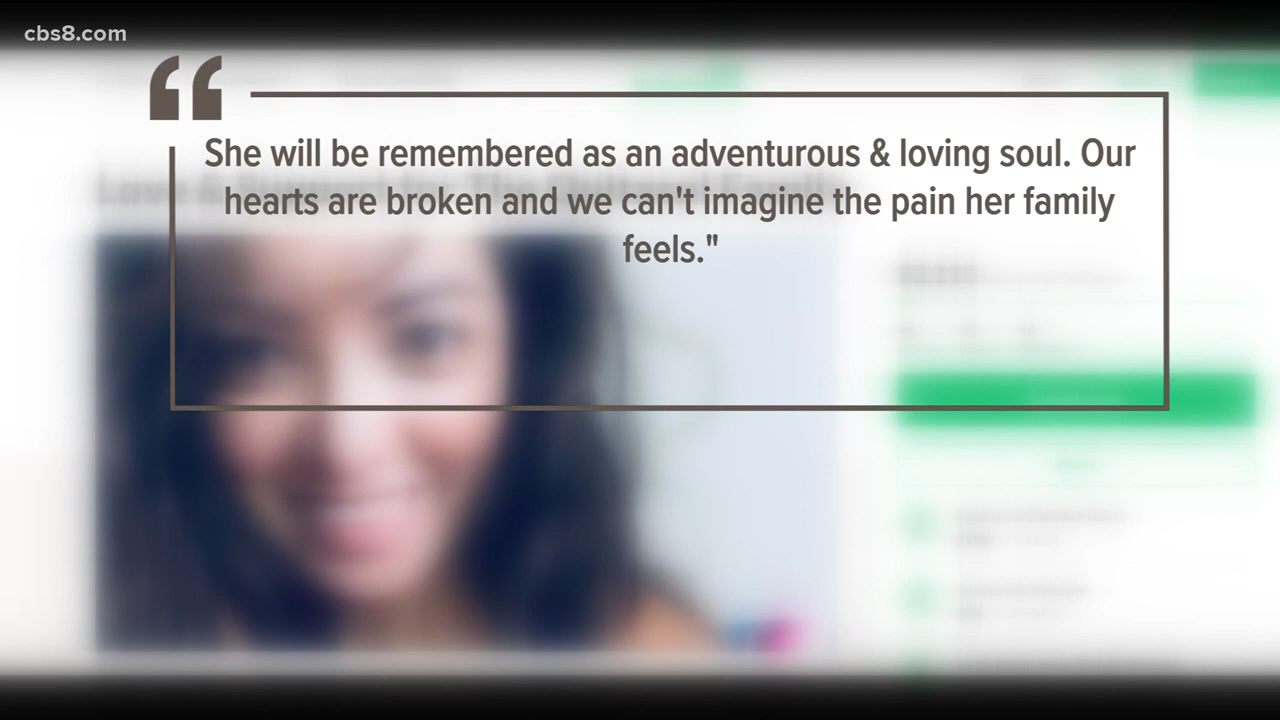 cbs8.com
“
She will be remembered as an adventurous & loving soul. Our
hearts are broken and we can't imagine the pain her family
feels."